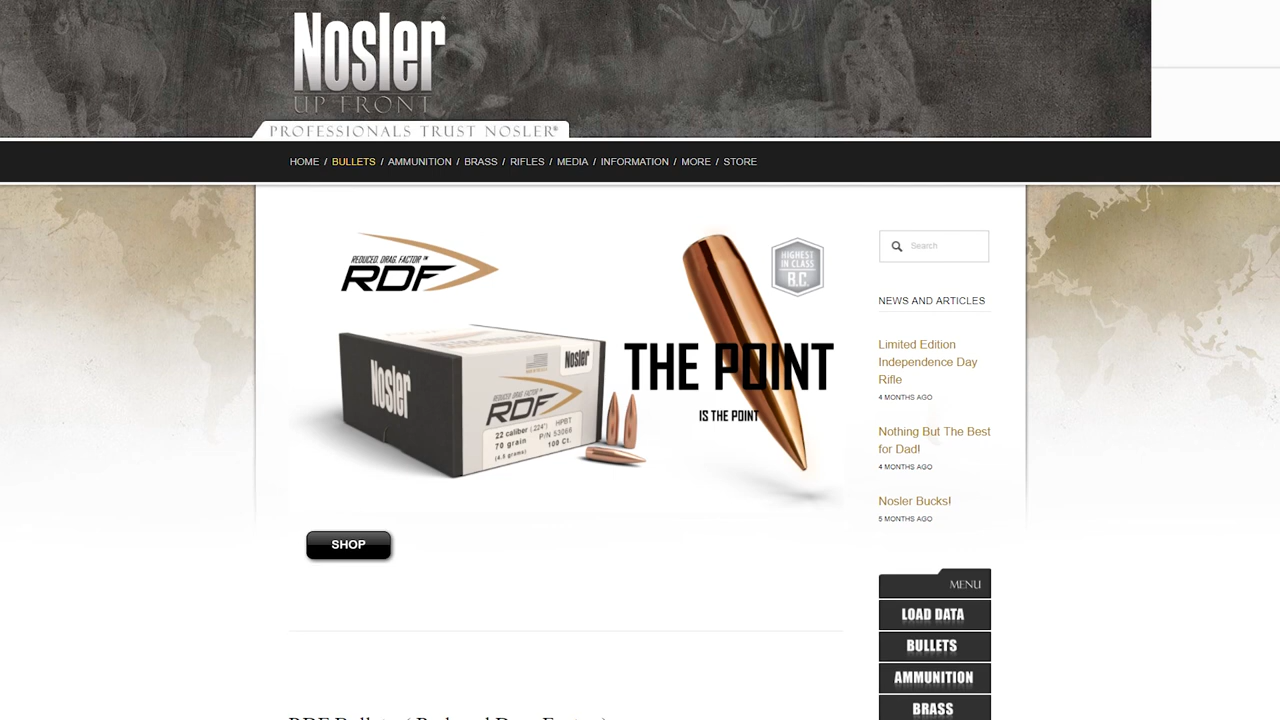 Nosler
UP FRONT
PROFESSIONALS TRUST NOSLER®
HOME / BULLETS / AMMUNITION / BRASS / RIFLES / MEDIA / INFORMATION / MORE / STORE
REDUCED. DRAG. FACTOR™
RDF
HIGHEST
IN CLASS
B.C.
Search
NEWS AND ARTICLES
Limited Edition
Independence Day
Rifle
4 MONTHS AGO
Nothing But The Best
for Dad!
4 MONTHS AGO
Nosler Bucks!
5 MONTHS AGO
Nosler
Nosler
REDUCED. DRAG. FACTOR™
RDF
22 caliber (.224") HPBT
70 grain P/N 53066
(4.5 grams) 100 Ct.
THE POINT
IS THE POINT
SHOP
MENU
LOAD DATA
BULLETS
AMMUNITION
BRASS